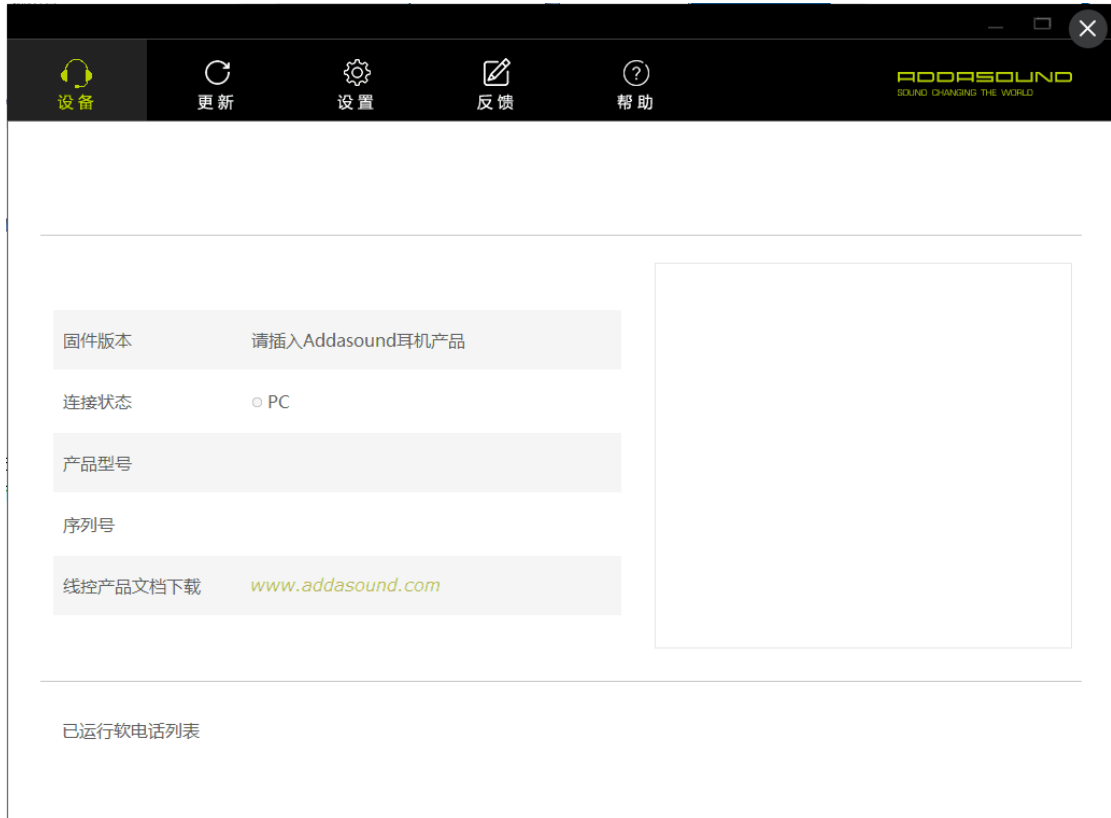 设备 更新 设置 反馈 帮助
ADDASOUND
SOUND CHANGING THE WORLD
固件版本 请插入Addasound耳机产品
连接状态 PC
产品型号
序列号
线控产品文档下载 www.addasound.com
已运行软电话列表